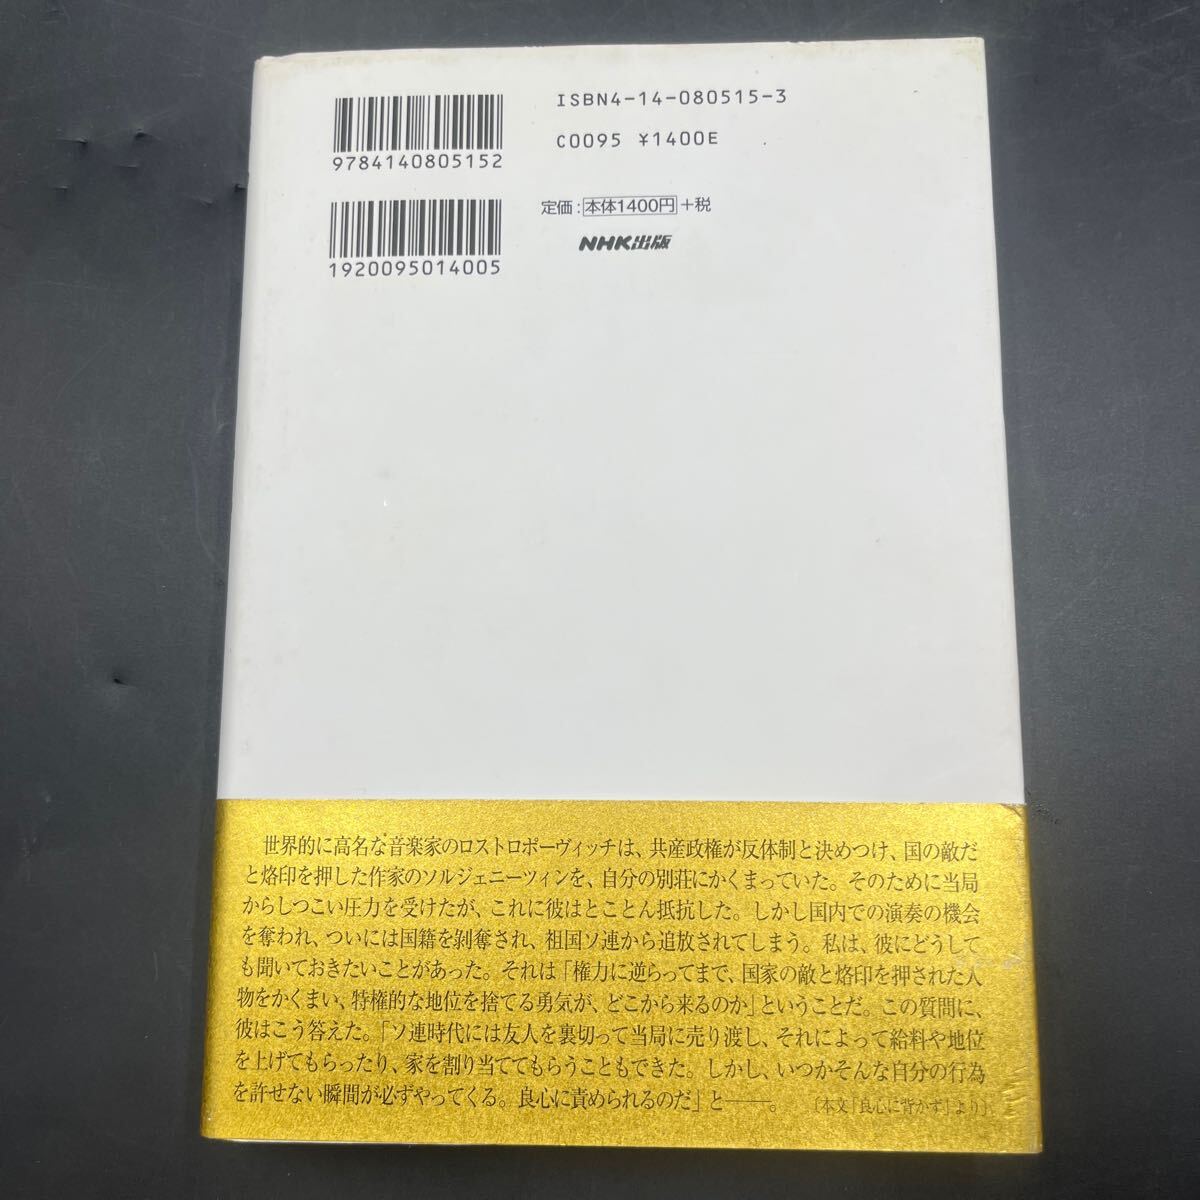 9784140805152
ISBN4-14-080515-3
C0095 ¥1400E
1920095014005
定価：本体1400円+税
NHK出版
世界的に高名な音楽家のロストロポーヴィッチは、共産政権が反体制と決めつけ、国の敵だ
と烙印を押した作家のソルジェニーツィンを、自分の別荘にかくまっていた。そのために当局
からしつこい圧力を受けたが、これに彼はとことん抵抗した。しかし国内での演奏の機会
を奪われ、ついには国籍を剥奪され、祖国ソ連から追放されてしまう。私は、彼にどうして
も聞いておきたいことがあった。それは「権力に逆らってまで、国家の敵と烙印を押された人
物をかくまい、特権的な地位を捨てる勇気が、どこから来るのか」ということだ。この質問に、
彼はこう答えた。「ソ連時代には友人を裏切って当局に売り渡し、それによって給料や地位
を上げてもらったり、家を割り当ててもらうこともできた。しかし、いつかそんな自分の行為
を許せない瞬間が必ずやってくる。良心に責められるのだ」と――。 〔本文「良心に背かず」より〕